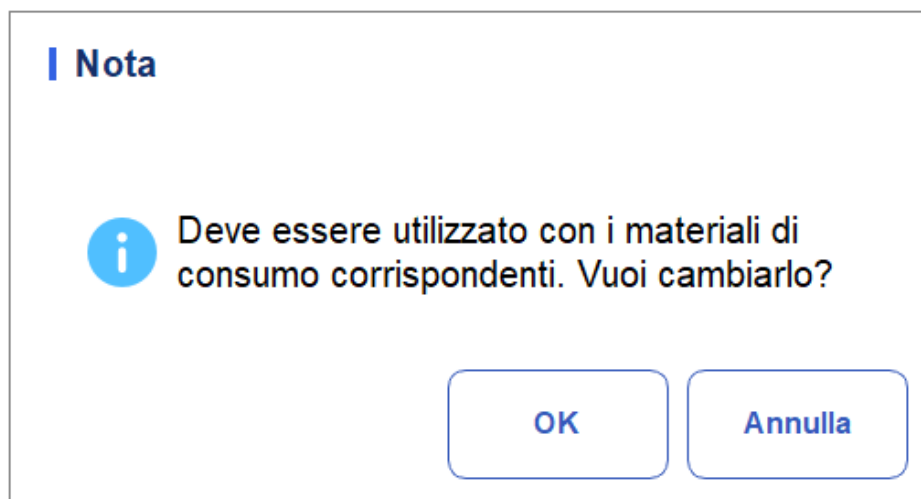 Nota
Deve essere utilizzato con i materiali di
consumo corrispondenti. Vuoi cambiarlo?
OK
Annulla